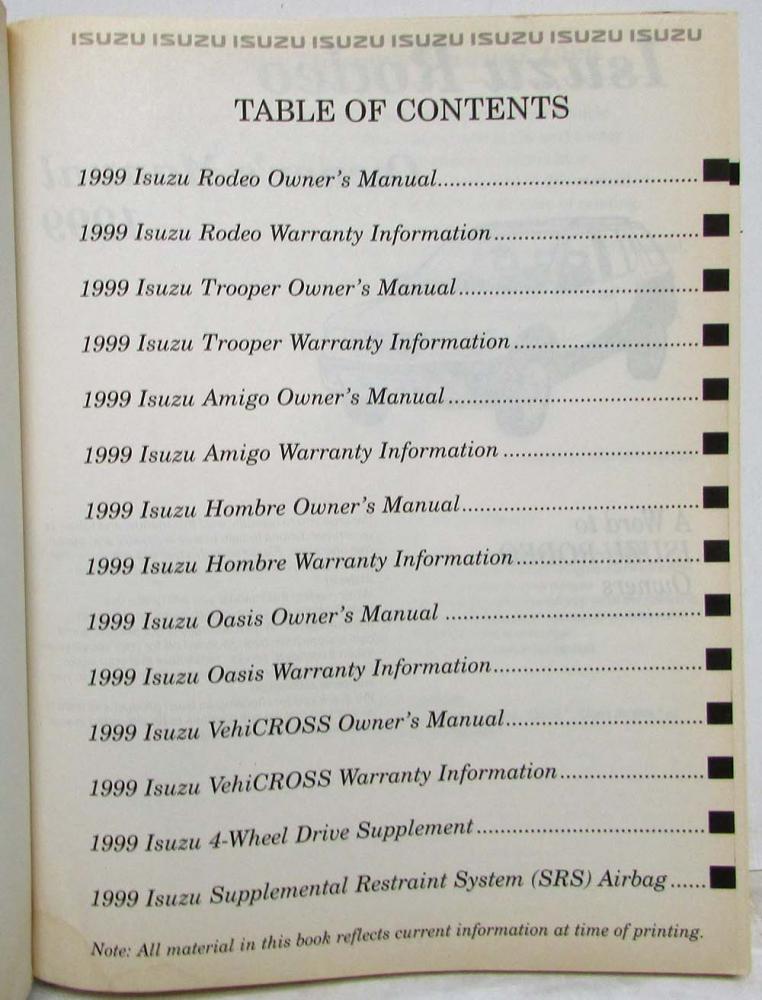 ISUZU ISUZU ISUZU ISUZU ISUZU ISUZU ISUZU ISUZU
TABLE OF CONTENTS
1999 Isuzu Rodeo Owner's Manual
1999 Isuzu Rodeo Warranty Information
1999 Isuzu Trooper Owner's Manual
1999 Isuzu Trooper Warranty Information
1999 Isuzu Amigo Owner's Manual
1999 Isuzu Amigo Warranty Information
1999 Isuzu Hombre Owner's Manual
1999 Isuzu Hombre Warranty Information
1999 Isuzu Oasis Owner's Manual
1999 Isuzu Oasis Warranty Information
1999 Isuzu VehiCROSS Owner's Manual
1999 Isuzu VehiCROSS Warranty Information
1999 Isuzu 4-Wheel Drive Supplement
1999 Isuzu Supplemental Restraint System (SRS) Airbag
Note: All material in this book reflects current information at time of printing.